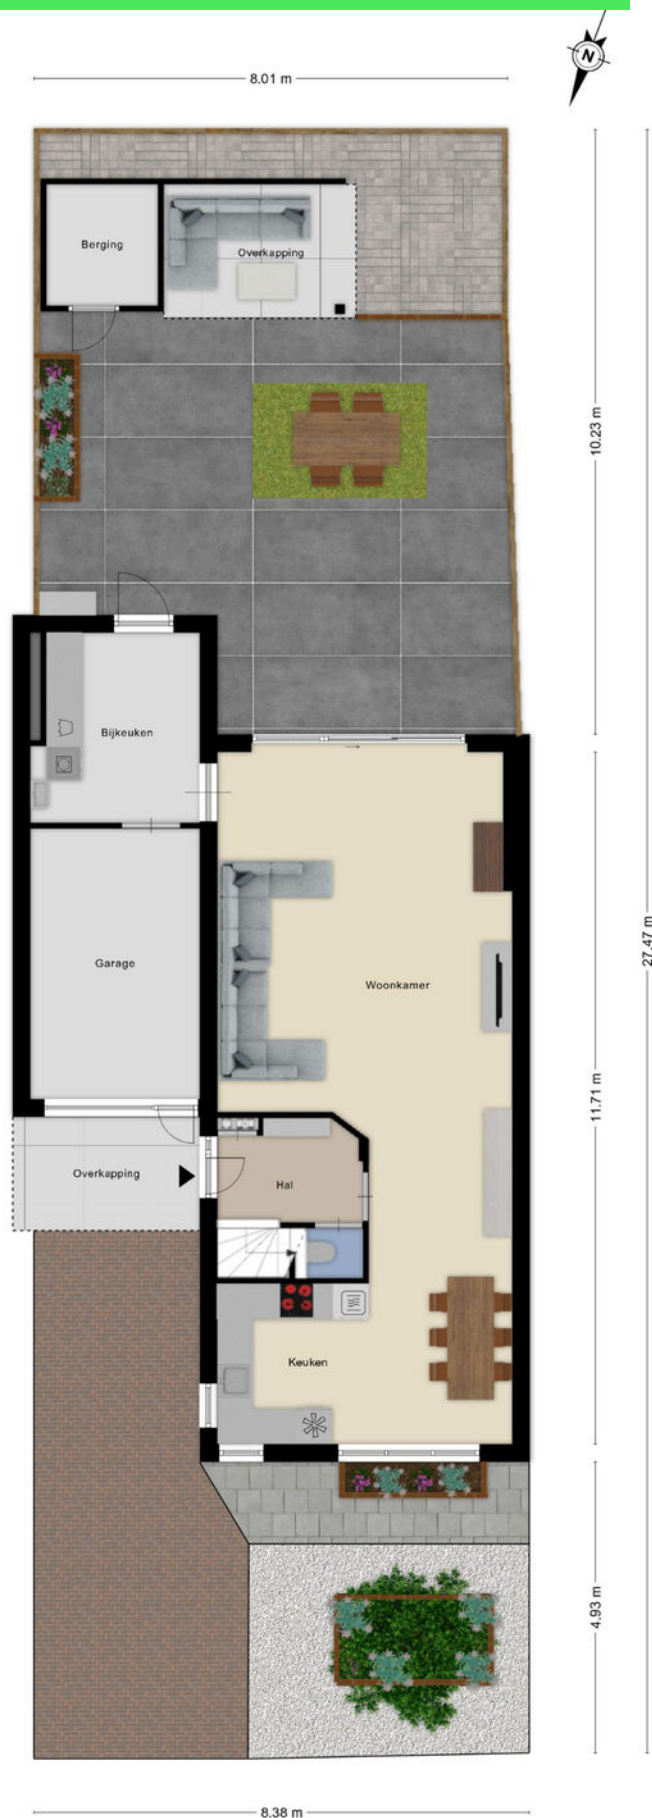 N
8.01 m
Berging
Overkapping
10.23 m
Bijkeuken
27.47 m
Garage
Woonkamer
11.71 m
Overkapping
Hal
Keuken
4.93 m
8.38 m